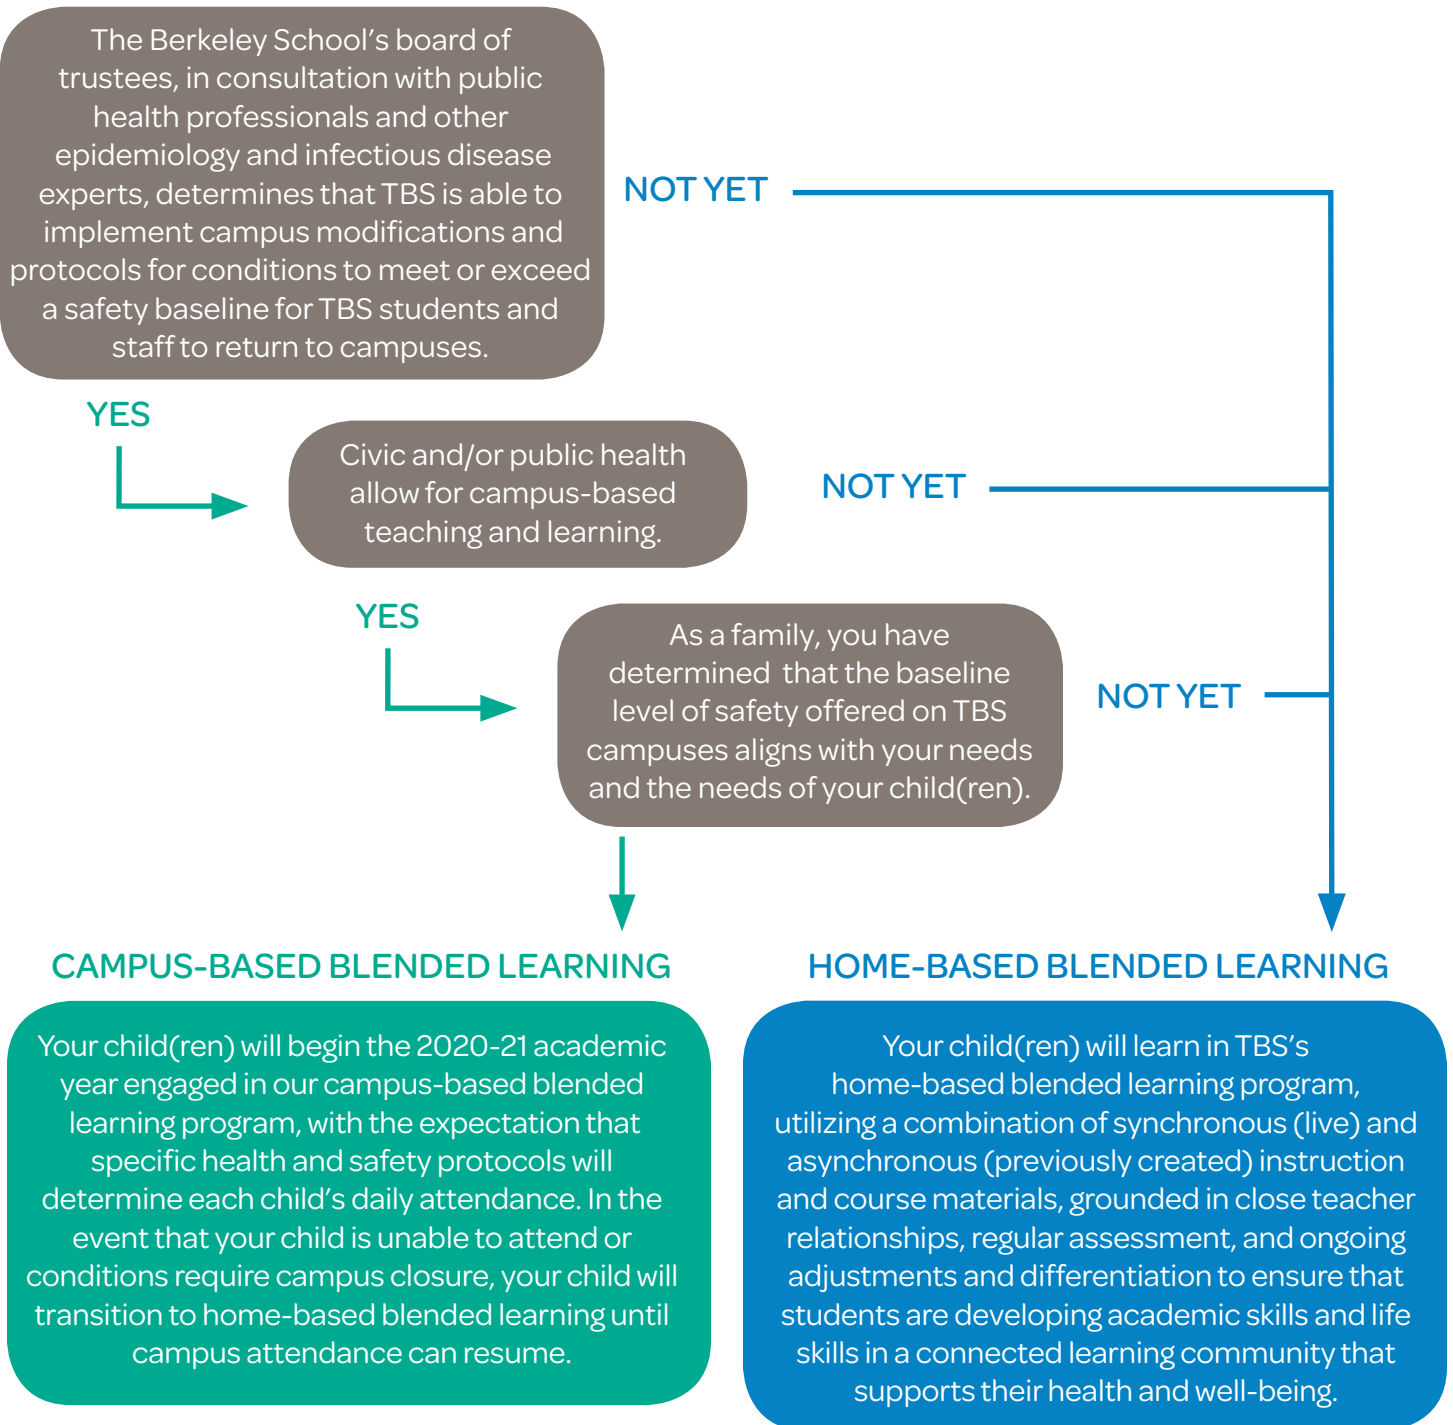 The Berkeley School's board of
trustees, in consultation with public
health professionals and other
epidemiology and infectious disease
experts, determines that TBS is able to
implement campus modifications and
protocols for conditions to meet or exceed
a safety baseline for TBS students and
staff to return to campuses.
NOT YET
YES
Civic and/or public health
allow for campus-based
teaching and learning.
NOT YET
YES
As a family, you have
determined  that the baseline
level of safety offered on TBS
campuses aligns with your needs
and the needs of your child(ren).
NOT YET
CAMPUS-BASED BLENDED LEARNING
Your child(ren) will begin the 2020-21 academic
year engaged in our campus-based blended
learning program, with the expectation that
specific health and safety protocols will
determine each child's daily attendance. In the
event that your child is unable to attend or
conditions require campus closure, your child will
transition to home-based blended learning until
campus attendance can resume.
HOME-BASED BLENDED LEARNING
Your child(ren) will learn in TBS's
home-based blended learning program,
utilizing a combination of synchronous (live) and
asynchronous (previously created) instruction
and course materials, grounded in close teacher
relationships, regular assessment, and ongoing
adjustments and differentiation to ensure that
students are developing academic skills and life
skills in a connected learning community that
supports their health and well-being.